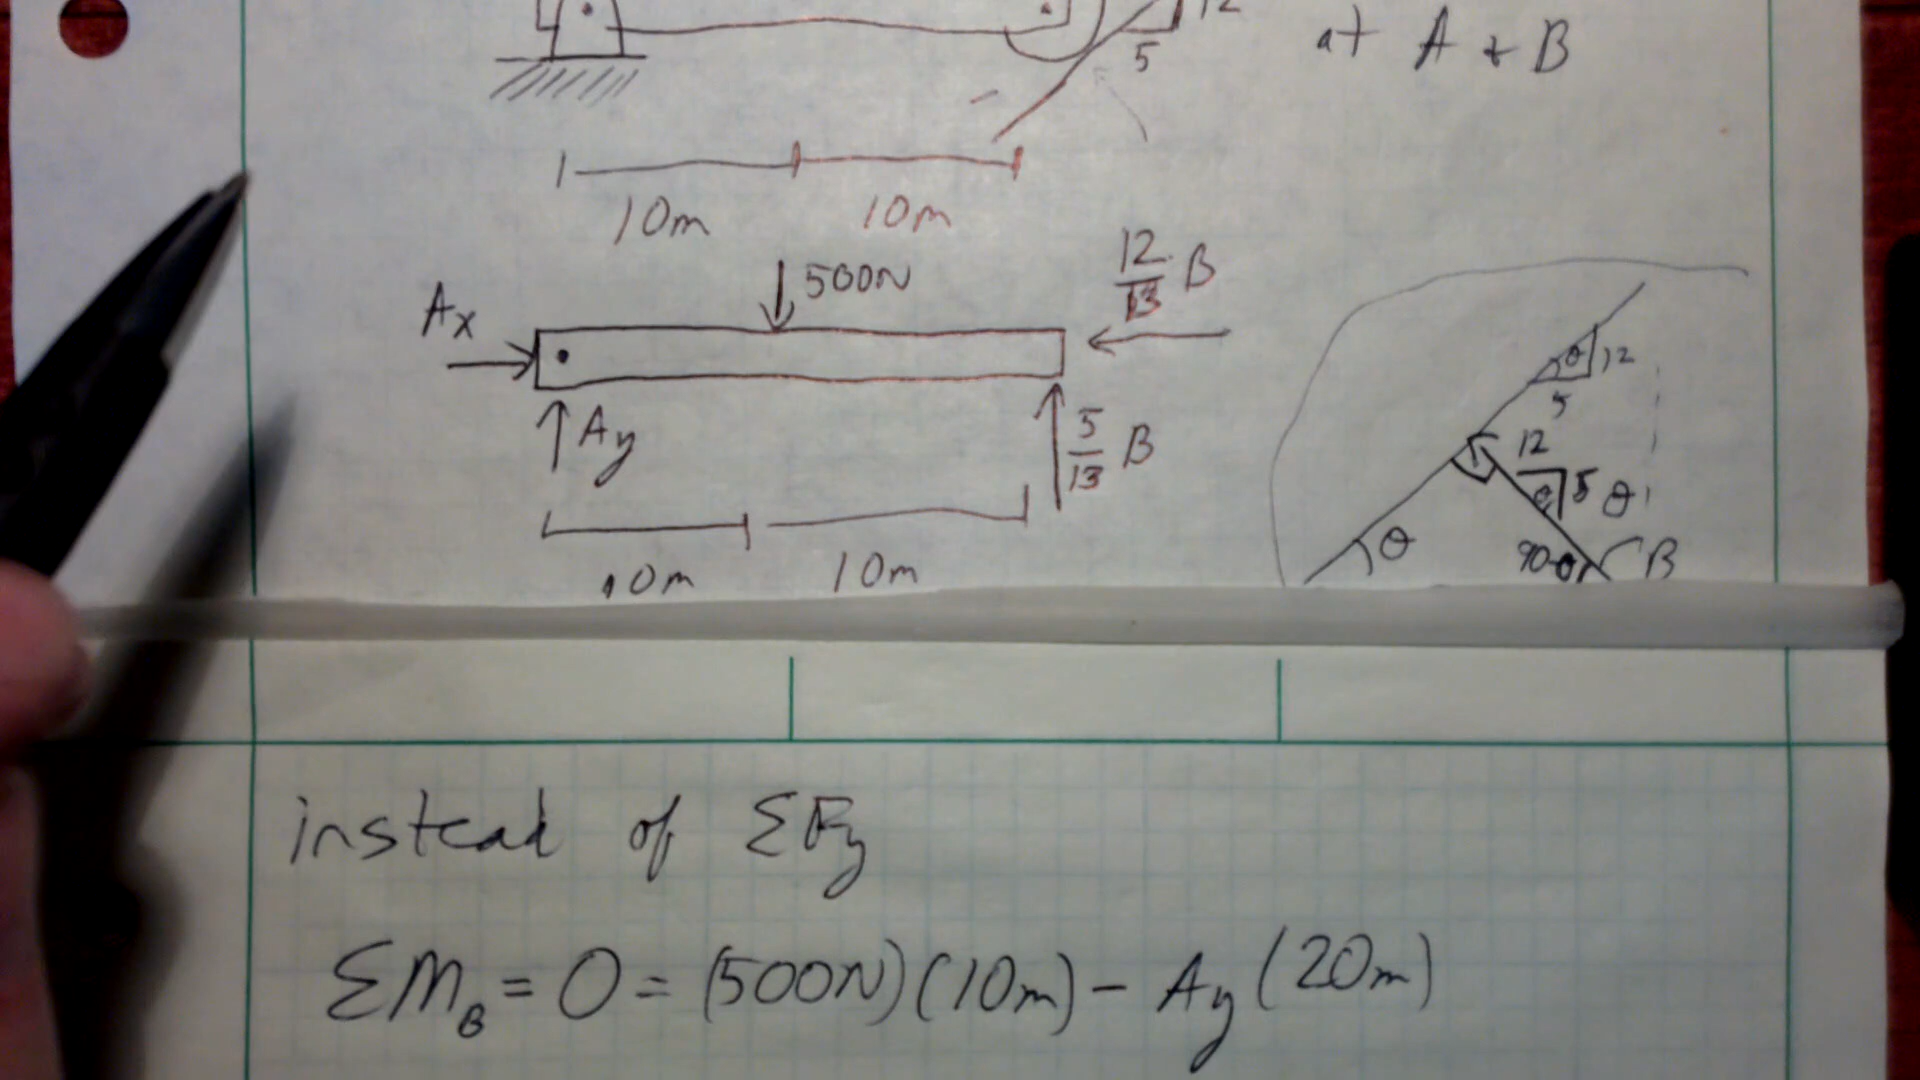 12
5
at A + B
10m 10m
500N
12/13 B
Ax
Ay
5/13 B
10m 10m
θ 12
5
12
θ 5 θ
θ
90-θ B
instead of ΣFy
ΣM_B = 0 = (500N)(10m) - Ay (20m)